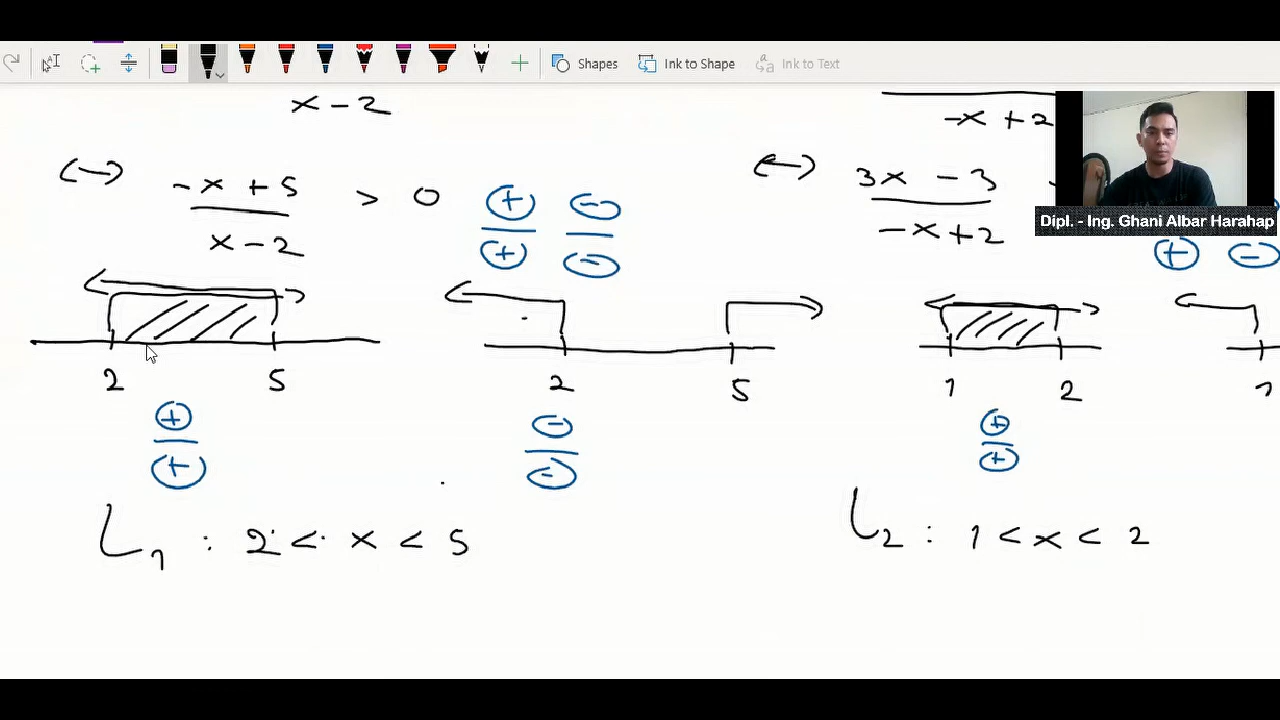 Shapes Ink to Shape Ink to Text
x - 2
-x + 2
Dipl. - Ing. Ghani Albar Harahap
<-> -x + 5 / x - 2 > 0 + / + - / -
<-> 3x - 3 / -x + 2
+ -
2 5
2 5
1 2
1
+ / +
- / -
+ / +
L1 : 2 < x < 5
L2 : 1 < x < 2